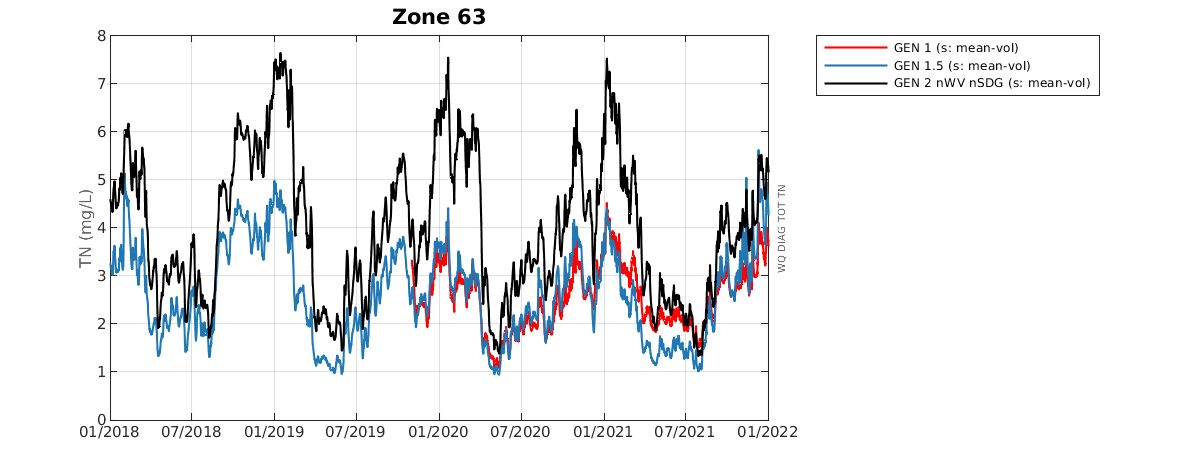 Zone 63
8
7
6
5
4
3
2
1
0
TN (mg/L)
01/2018 07/2018 01/2019 07/2019 01/2020 07/2020 01/2021 07/2021 01/2022
WQ DIAG TOT TN
GEN 1 (s: mean-vol)
GEN 1.5 (s: mean-vol)
GEN 2 nWV nSDG (s: mean-vol)